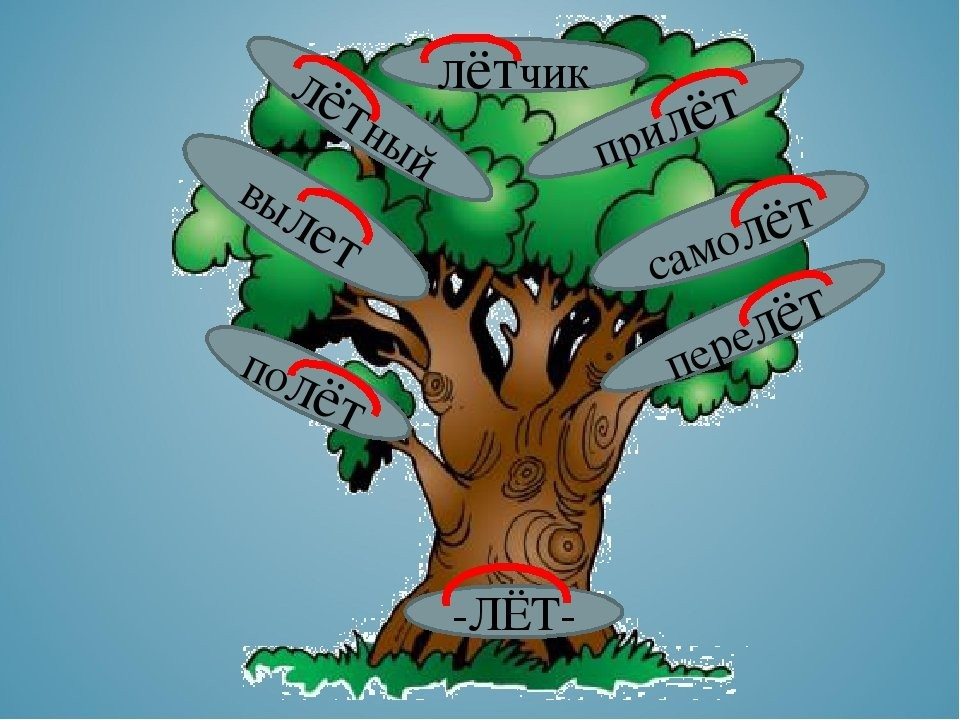 лётчик
лётный
прилёт
вылет
самолёт
перелёт
полёт
-ЛЁТ-